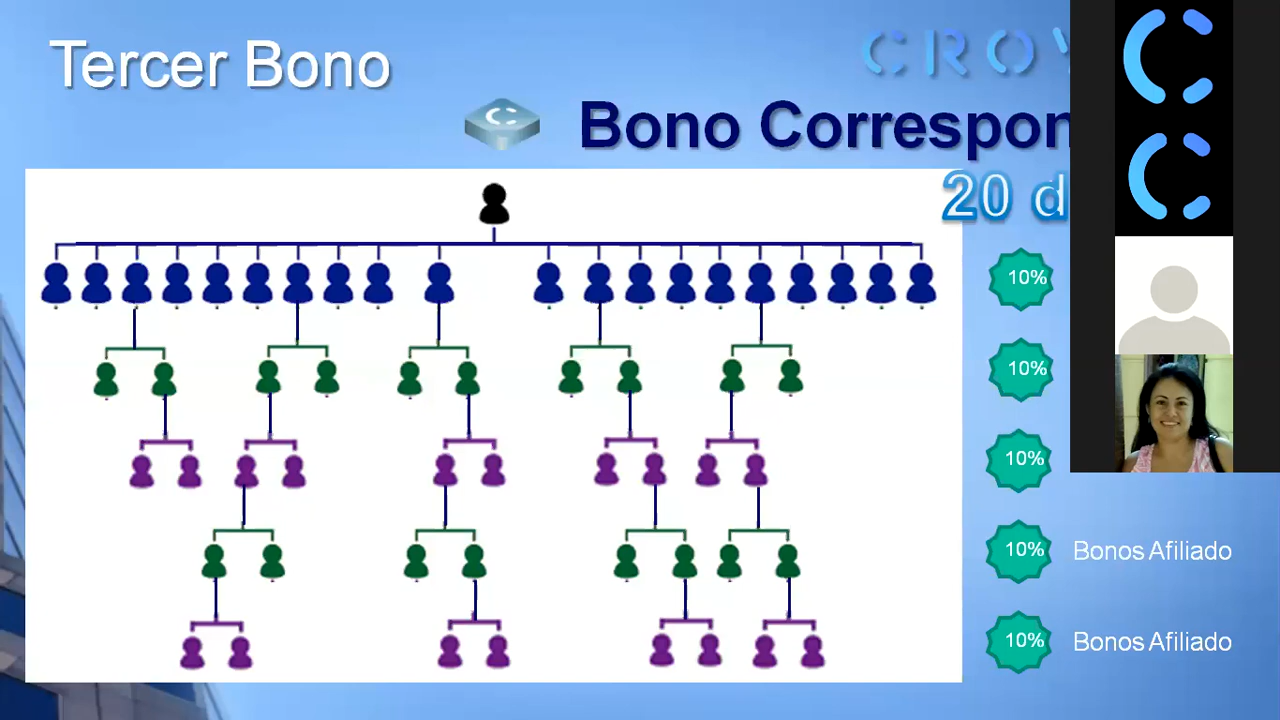 Tercer Bono
CRO
Bono Correspon
20 d
10%
10%
10%
10% Bonos Afiliado
10% Bonos Afiliado